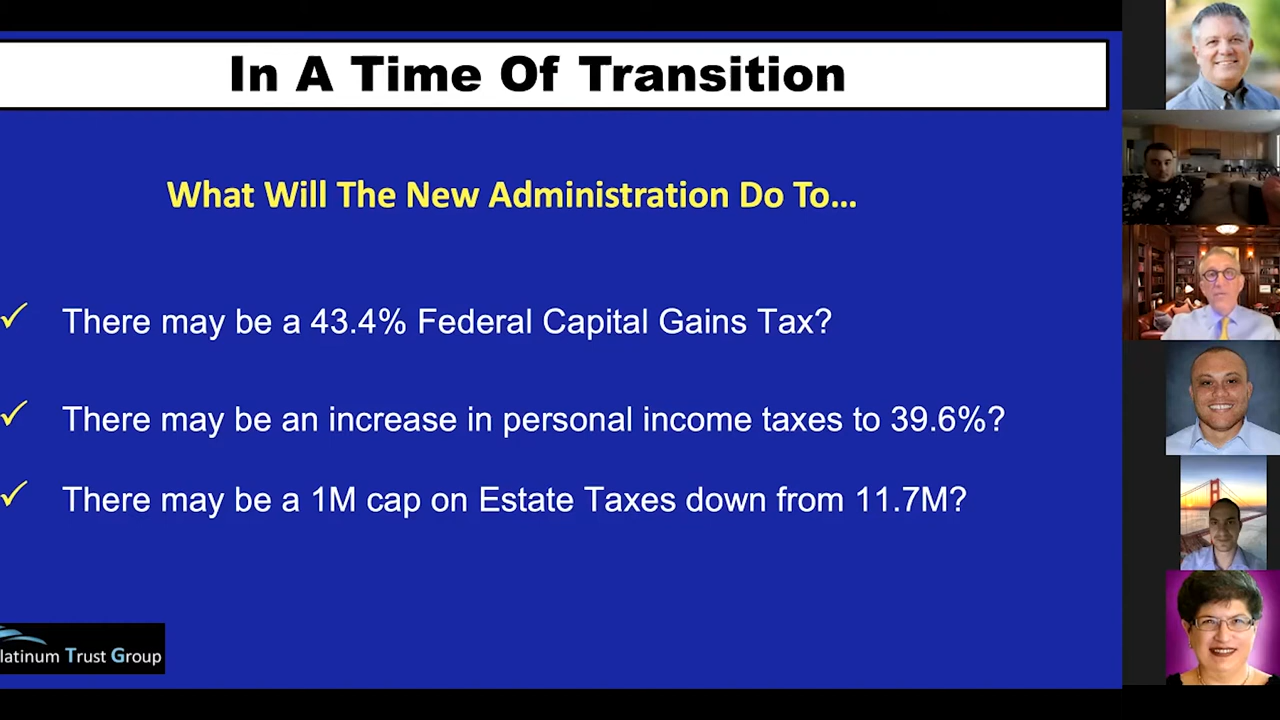 In A Time Of Transition
What Will The New Administration Do To...
✓ There may be a 43.4% Federal Capital Gains Tax?
✓ There may be an increase in personal income taxes to 39.6%?
✓ There may be a 1M cap on Estate Taxes down from 11.7M?
latinum Trust Group